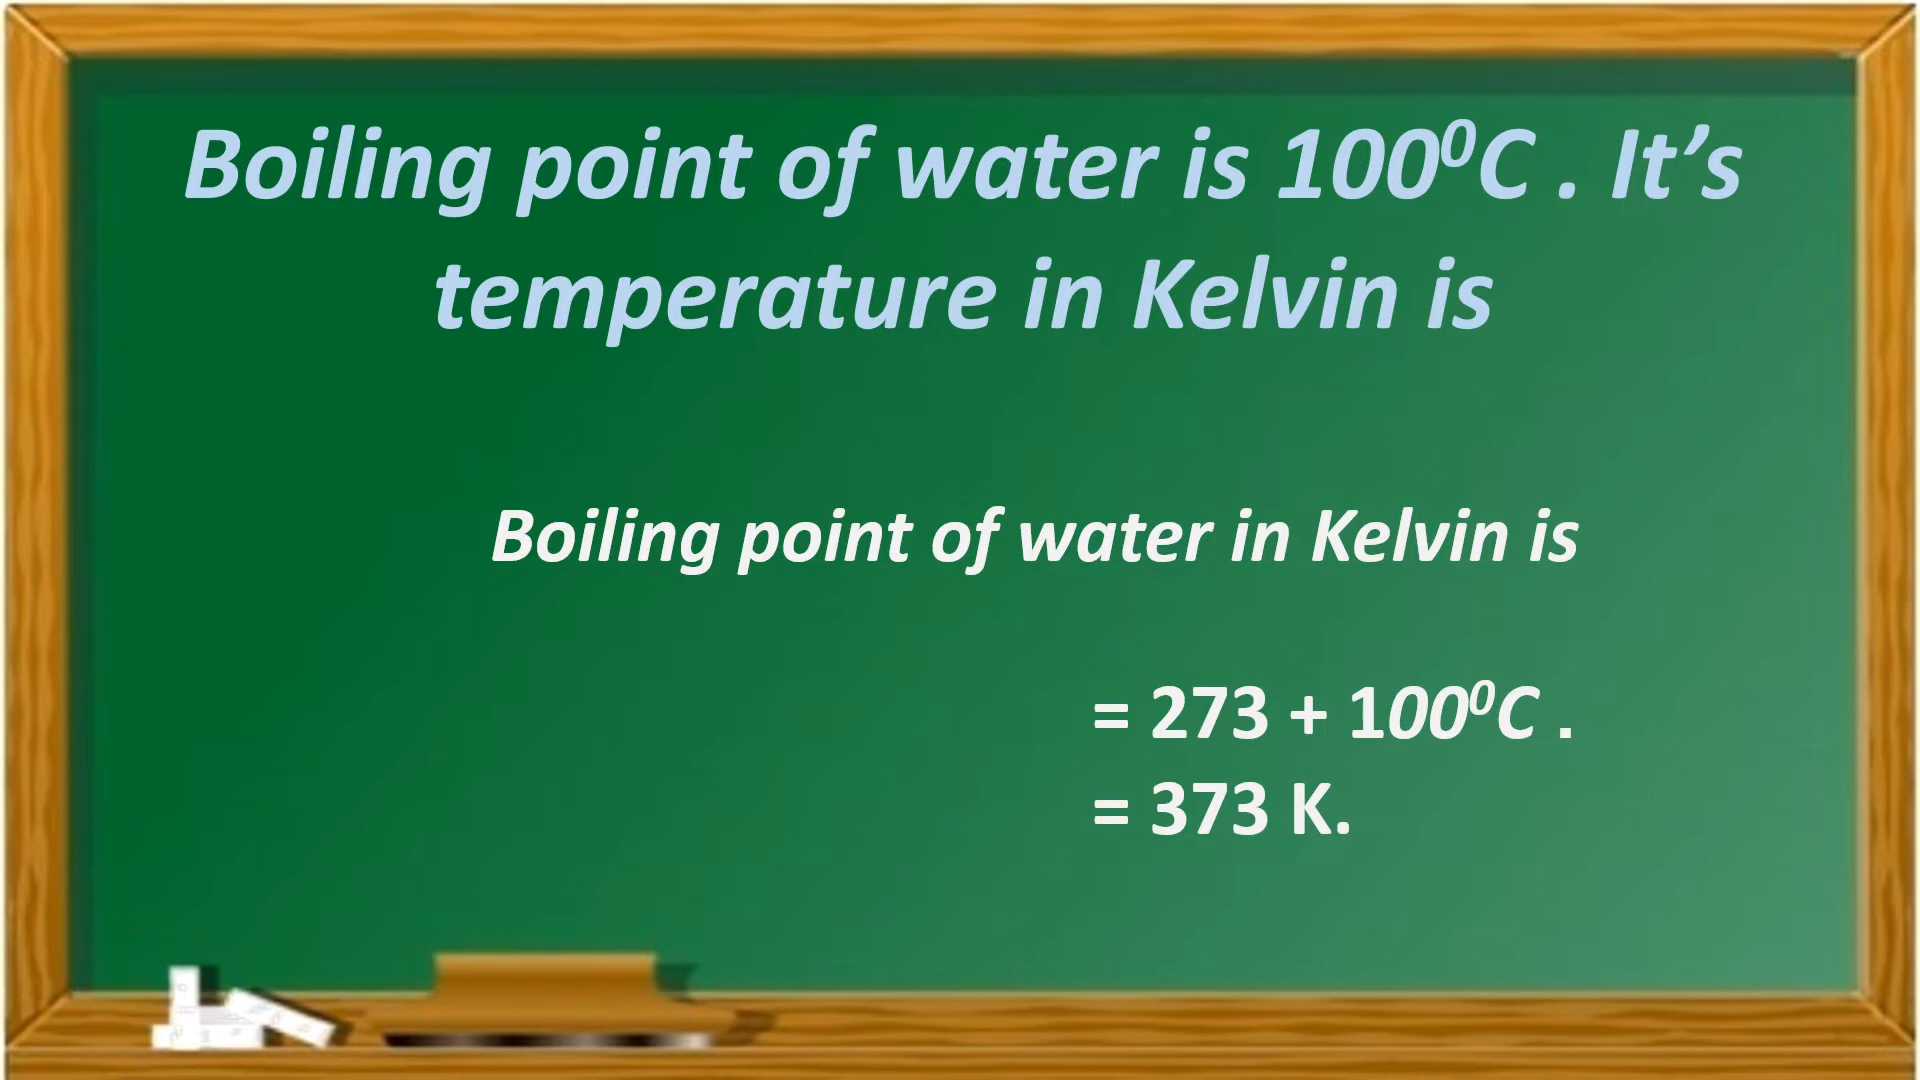 Boiling point of water is 100⁰C . It’s
temperature in Kelvin is
Boiling point of water in Kelvin is
= 273 + 100⁰C .
= 373 K.